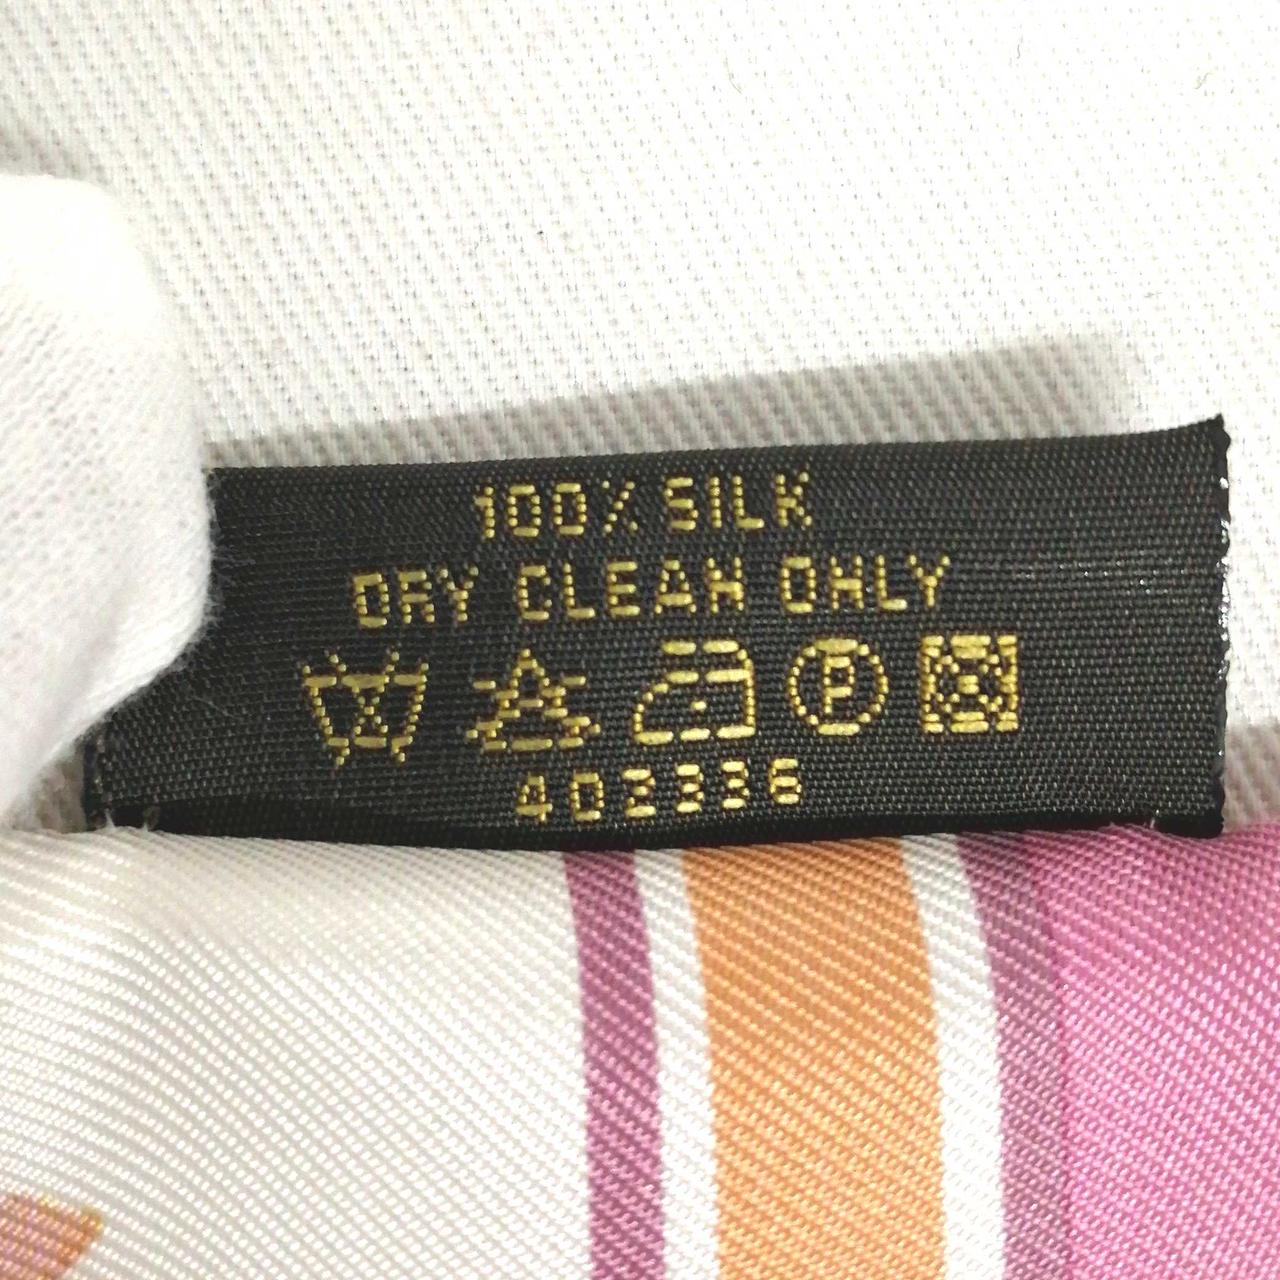 100% SILK
DRY CLEAN ONLY
P
402336